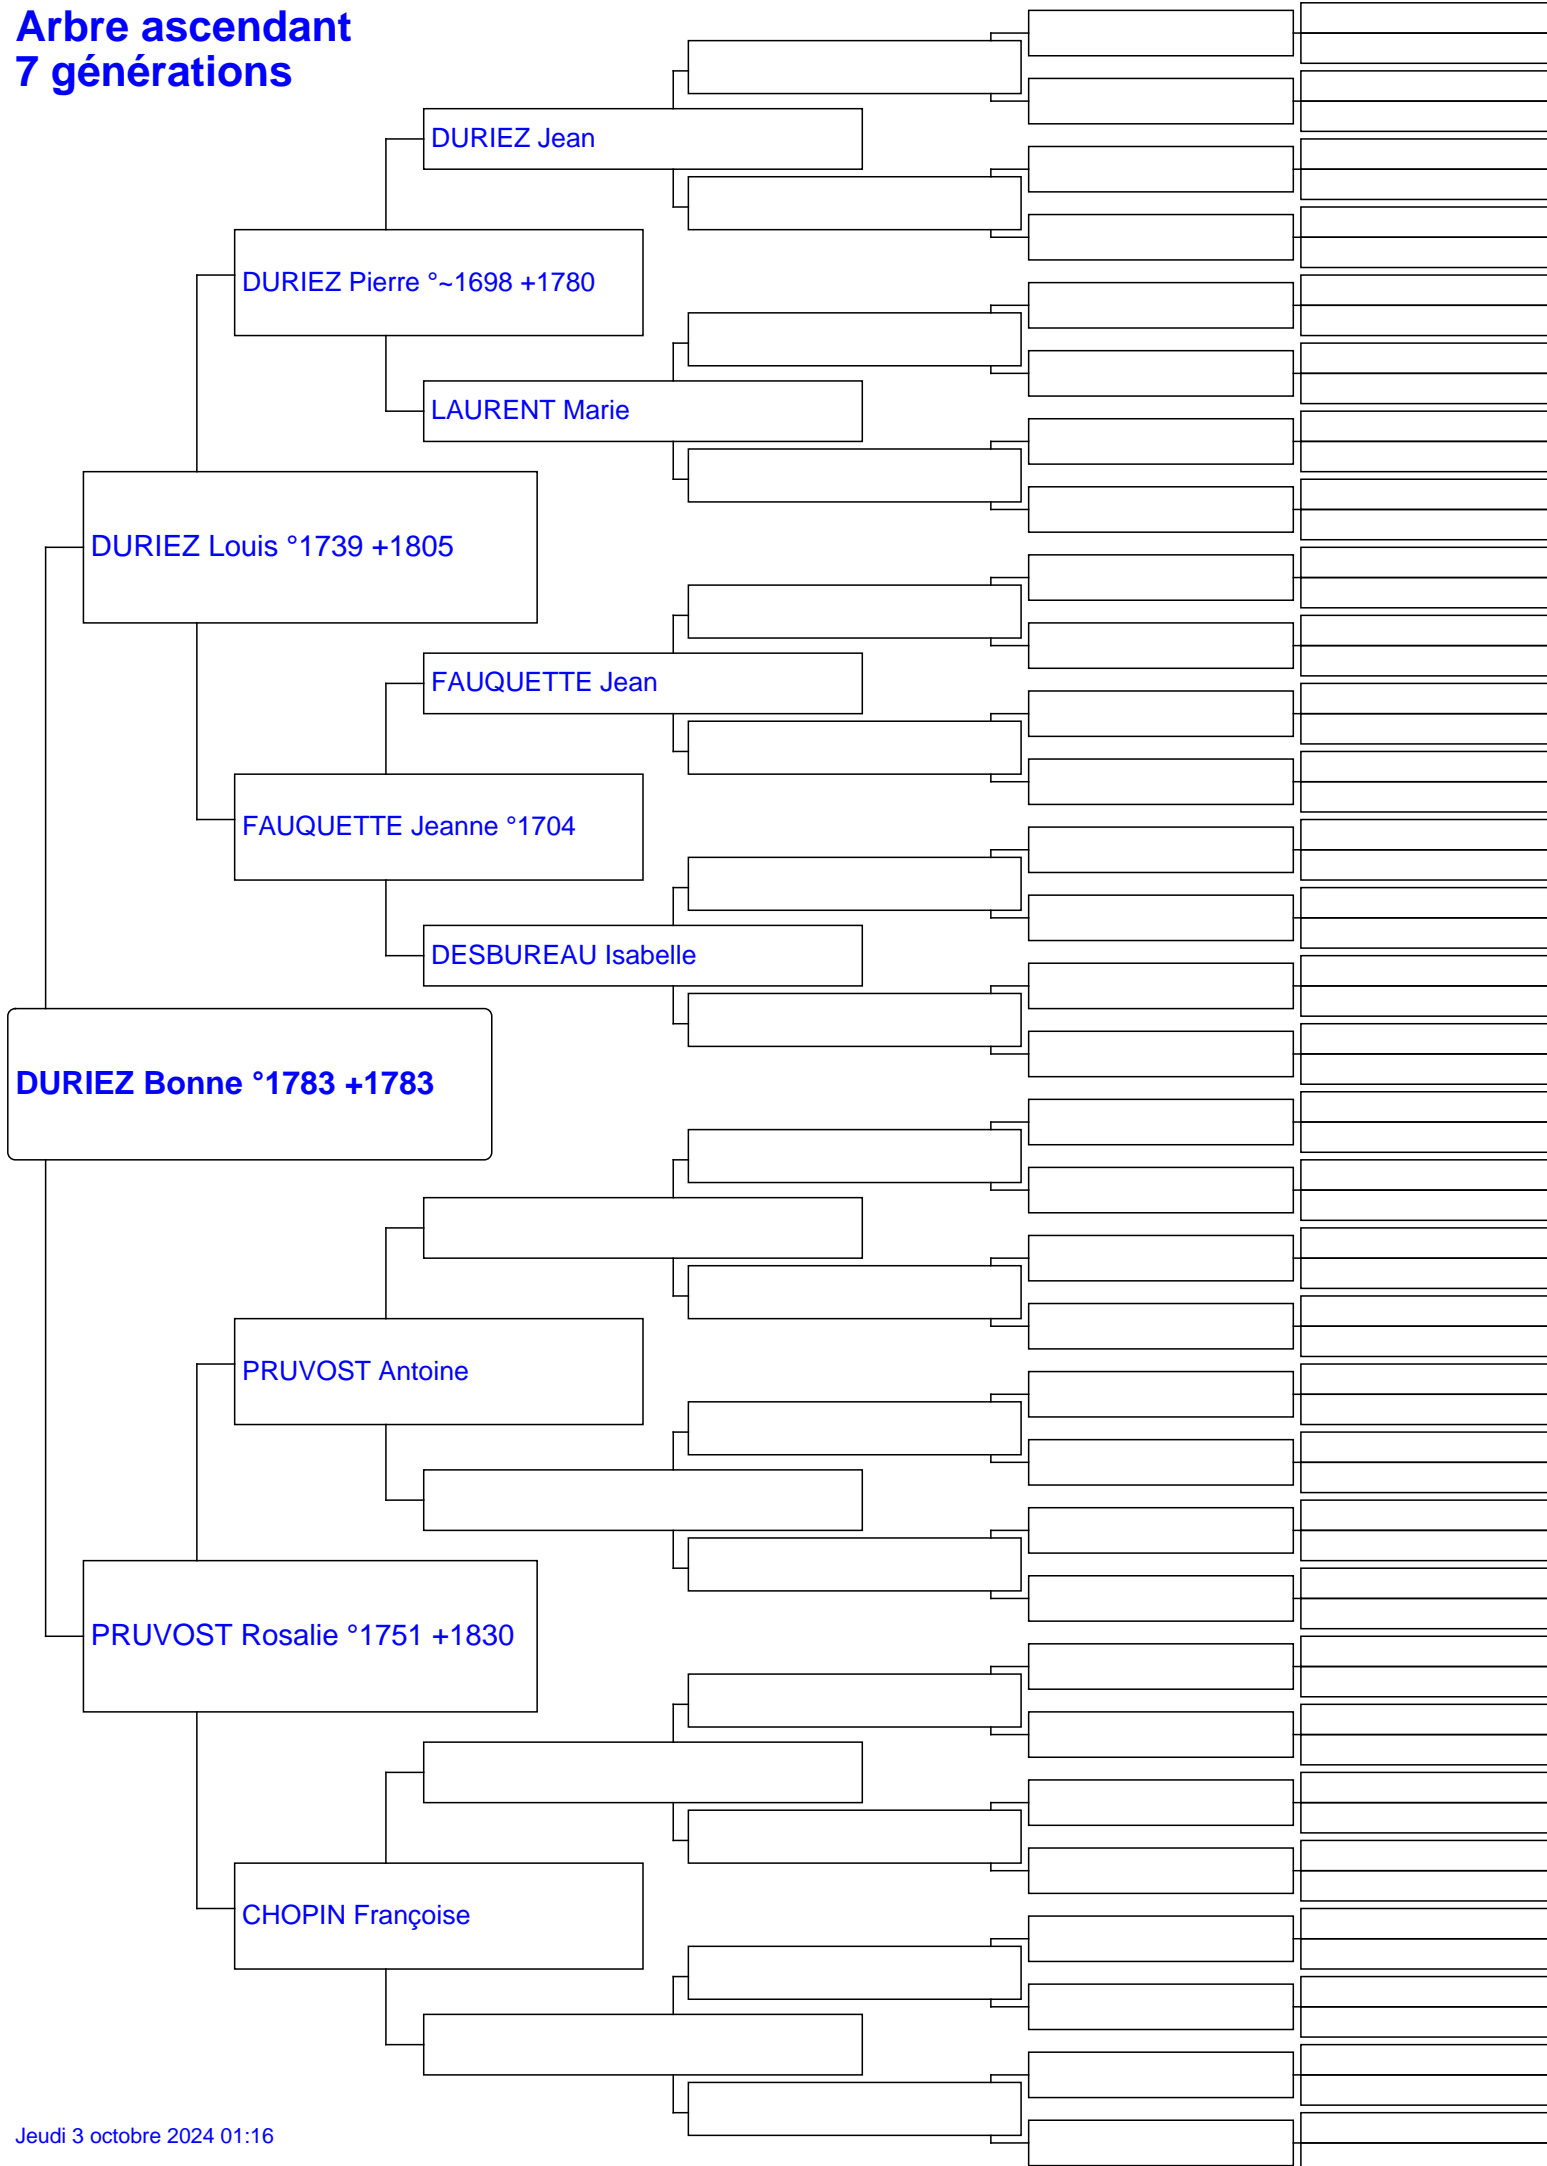 Arbre ascendant
7 générations
DURIEZ Jean
DURIEZ Pierre °~1698 +1780
LAURENT Marie
DURIEZ Louis °1739 +1805
FAUQUETTE Jean
FAUQUETTE Jeanne °1704
DESBUREAU Isabelle
DURIEZ Bonne °1783 +1783
PRUVOST Antoine
PRUVOST Rosalie °1751 +1830
CHOPIN Françoise
Jeudi 3 octobre 2024 01:16